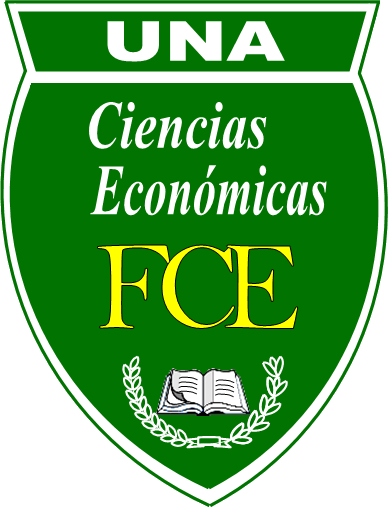 UNA
Ciencias
Económicas
FCE